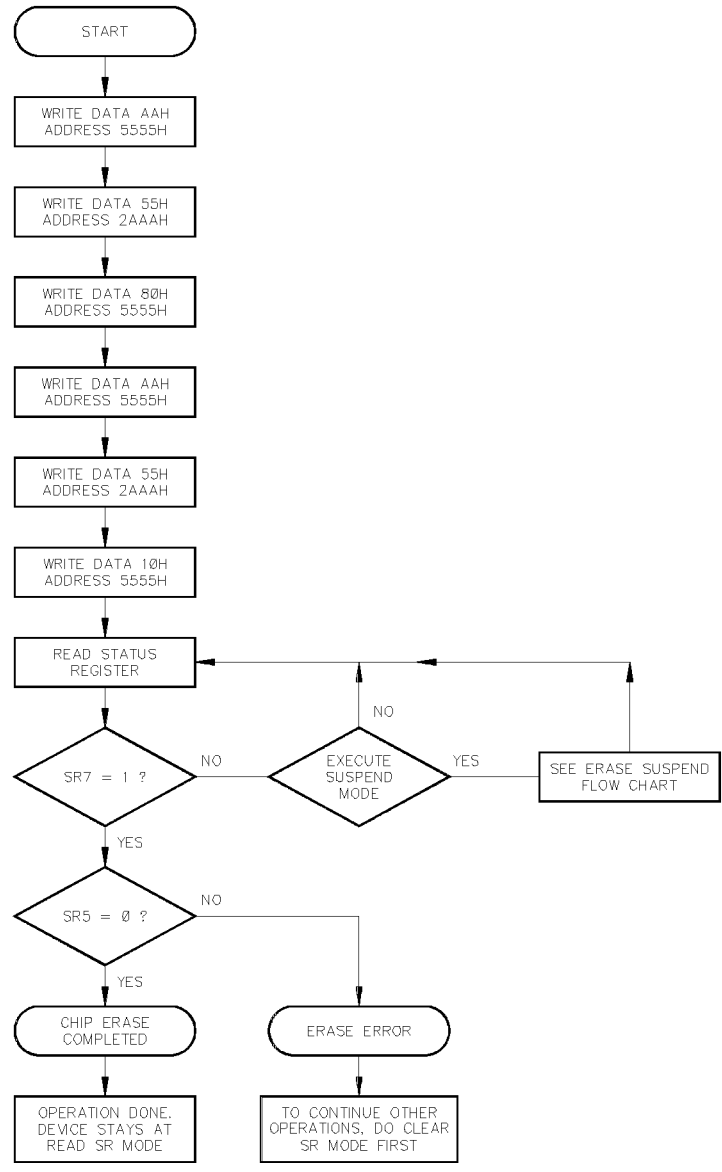 START
WRITE DATA AAH
ADDRESS 5555H
WRITE DATA 55H
ADDRESS 2AAAH
WRITE DATA 80H
ADDRESS 5555H
WRITE DATA AAH
ADDRESS 5555H
WRITE DATA 55H
ADDRESS 2AAAH
WRITE DATA 10H
ADDRESS 5555H
READ STATUS
REGISTER
NO
SR7 = 1 ?
NO
EXECUTE
SUSPEND
MODE
YES
SEE ERASE SUSPEND
FLOW CHART
YES
SR5 = 0 ?
NO
YES
CHIP ERASE
COMPLETED
ERASE ERROR
OPERATION DONE.
DEVICE STAYS AT
READ SR MODE
TO CONTINUE OTHER
OPERATIONS, DO CLEAR
SR MODE FIRST